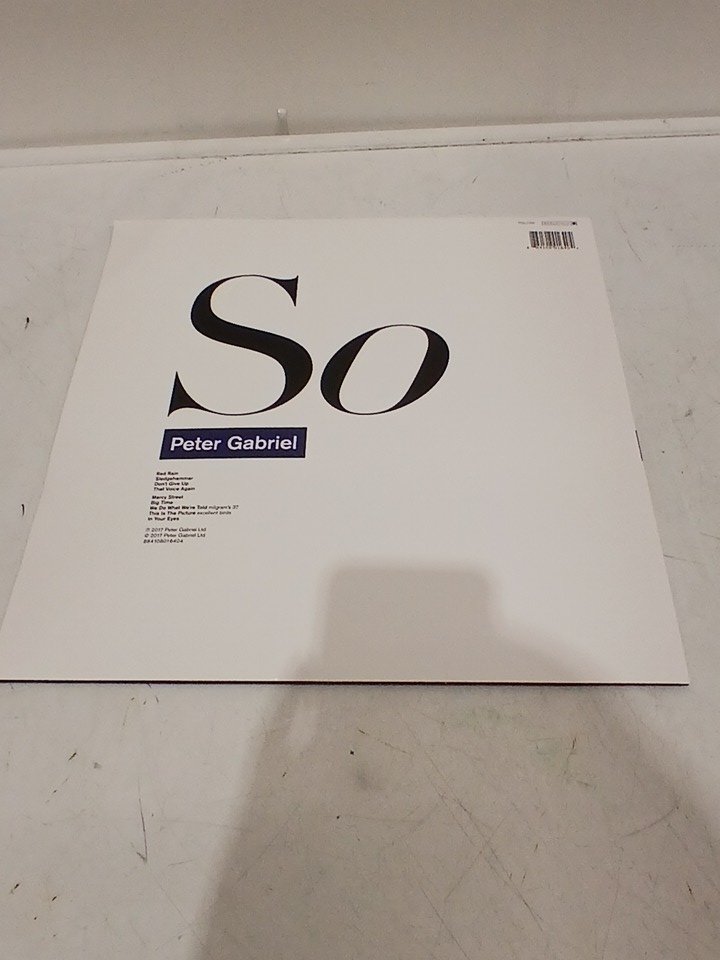 So
Peter Gabriel
Red Rain
Sledgehammer
Don't Give Up
That Voice Again
Mercy Street
Big Time
We Do What We're Told milgram's 37
This Is The Picture excellent birds
In Your Eyes
℗ 2017 Peter Gabriel Ltd
© 2017 Peter Gabriel Ltd
884108016404